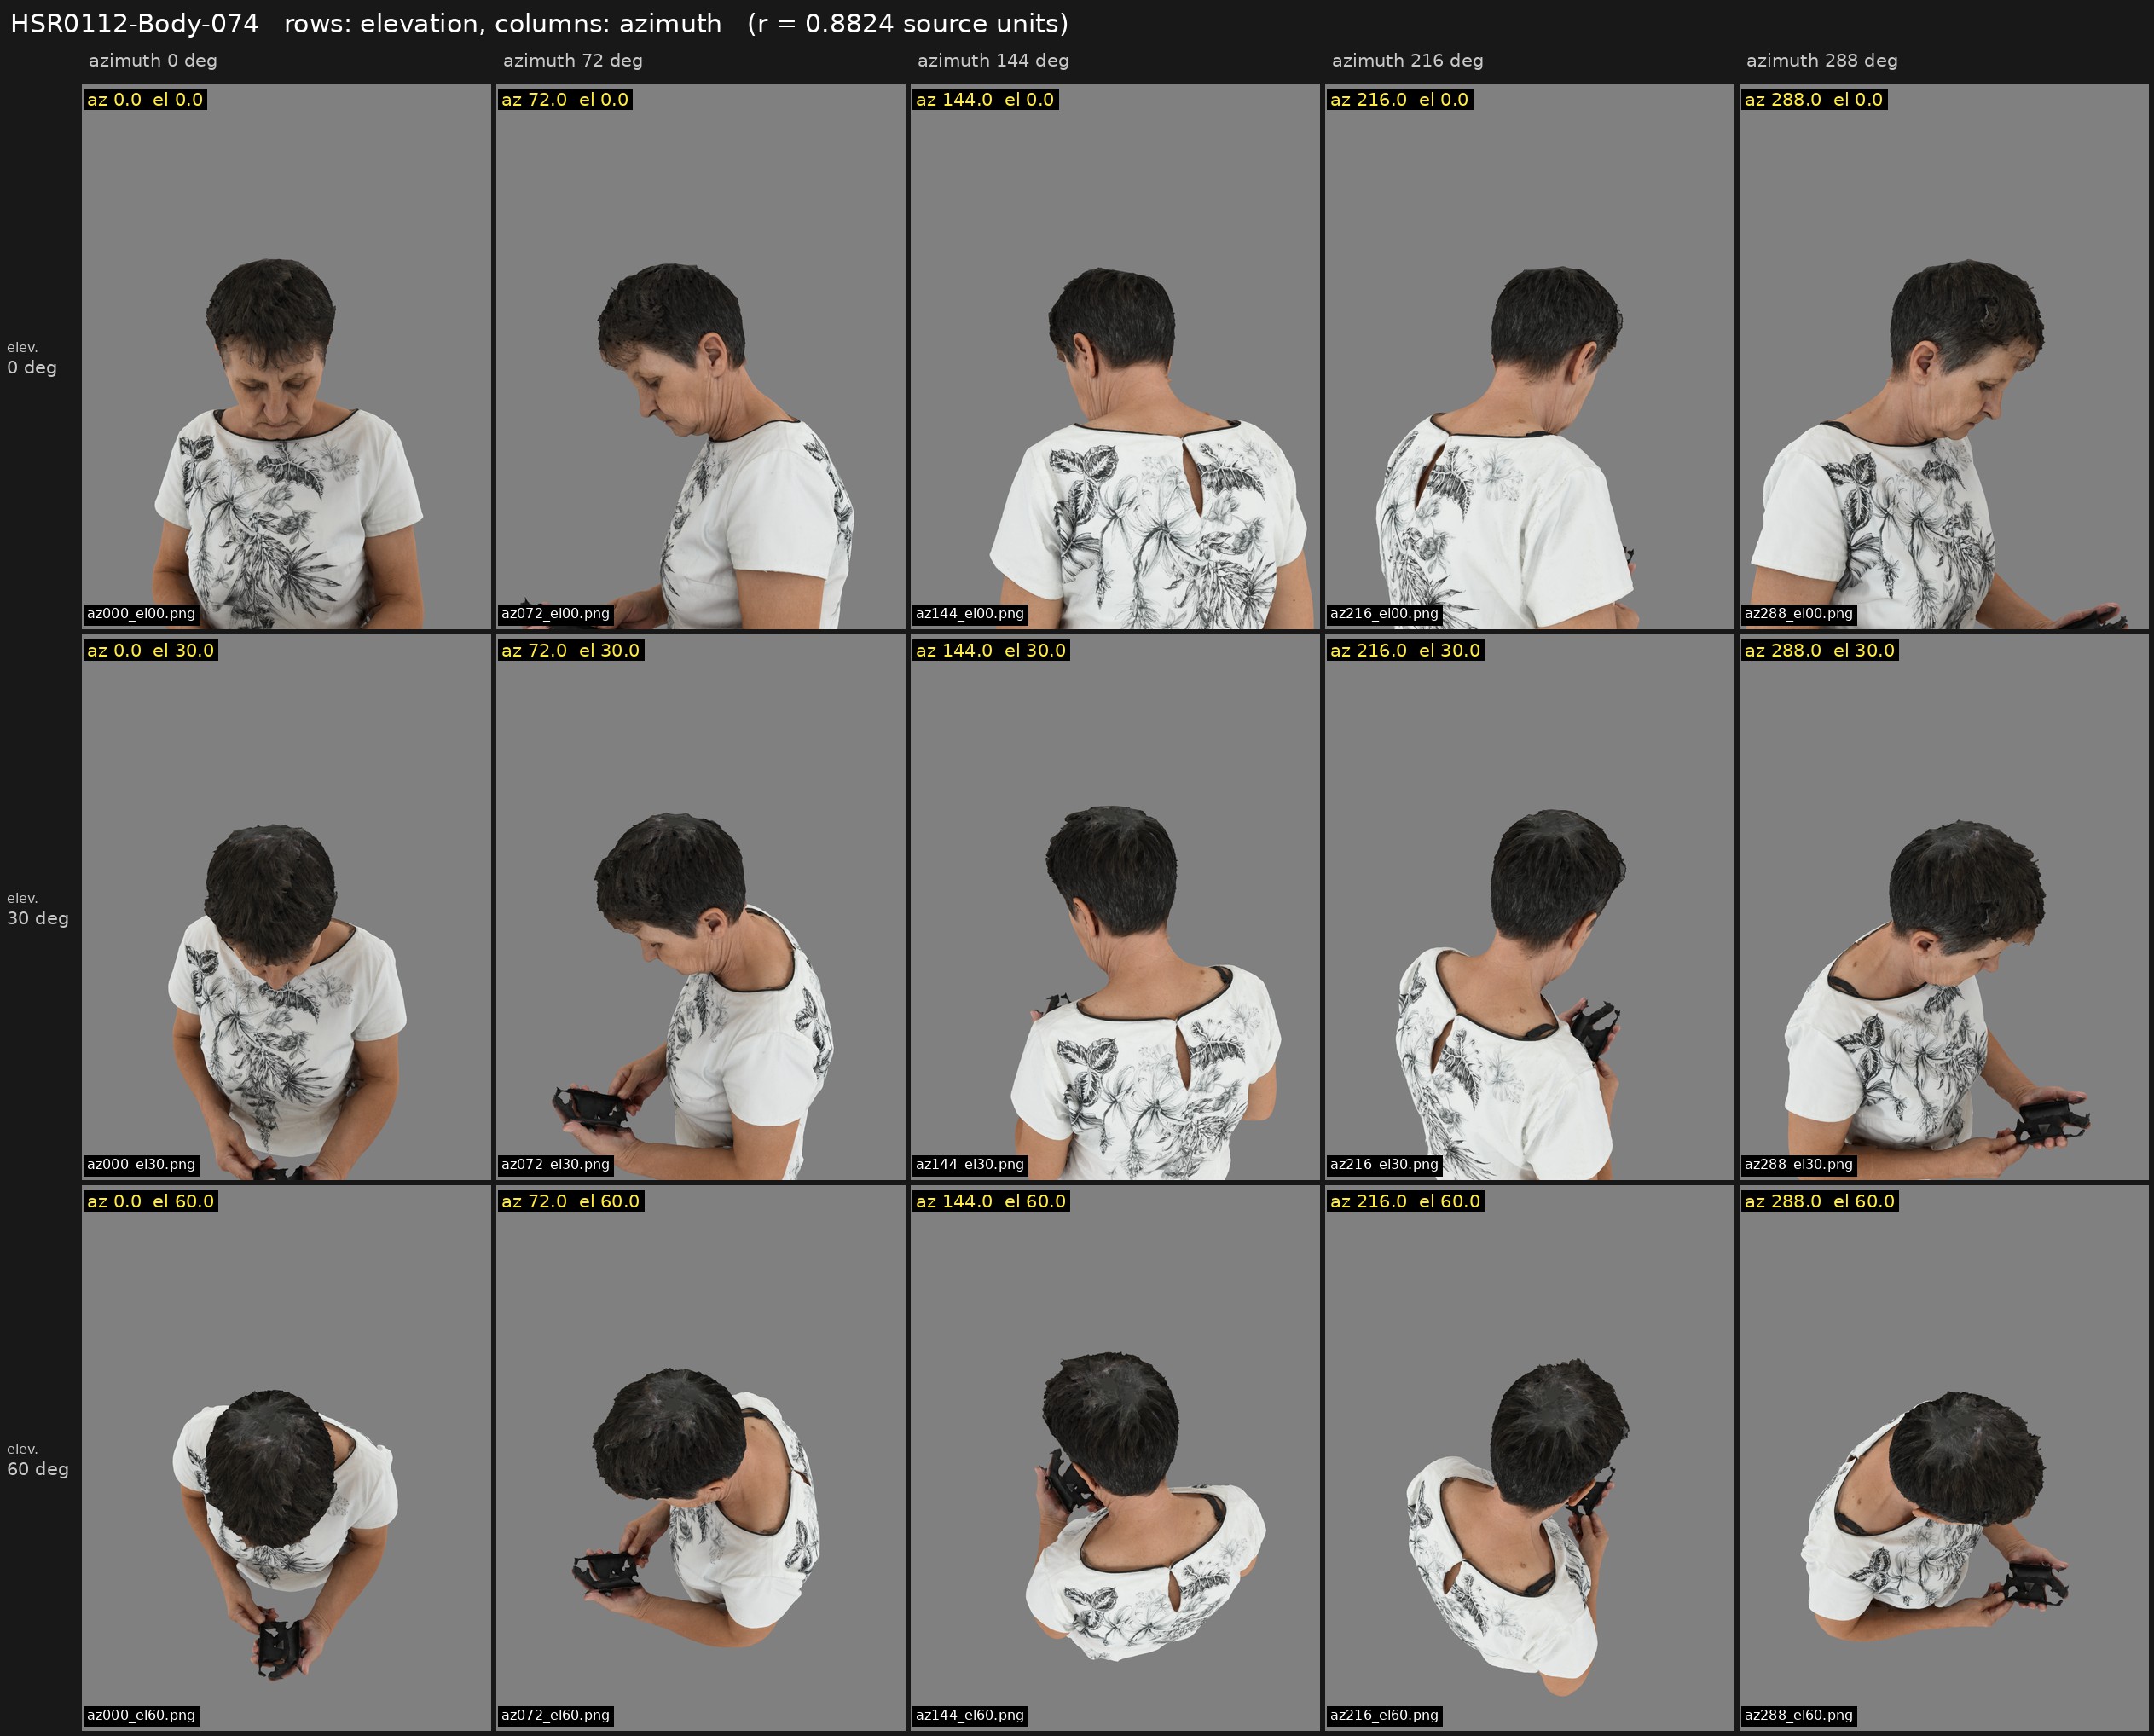 HSR0112-Body-074   rows: elevation, columns: azimuth   (r = 0.8824 source units)
azimuth 0 deg
azimuth 72 deg
azimuth 144 deg
azimuth 216 deg
azimuth 288 deg
elev.
0 deg
az 0.0  el 0.0
az000_el00.png
az 72.0  el 0.0
az072_el00.png
az 144.0  el 0.0
az144_el00.png
az 216.0  el 0.0
az216_el00.png
az 288.0  el 0.0
az288_el00.png
elev.
30 deg
az 0.0  el 30.0
az000_el30.png
az 72.0  el 30.0
az072_el30.png
az 144.0  el 30.0
az144_el30.png
az 216.0  el 30.0
az216_el30.png
az 288.0  el 30.0
az288_el30.png
elev.
60 deg
az 0.0  el 60.0
az000_el60.png
az 72.0  el 60.0
az072_el60.png
az 144.0  el 60.0
az144_el60.png
az 216.0  el 60.0
az216_el60.png
az 288.0  el 60.0
az288_el60.png